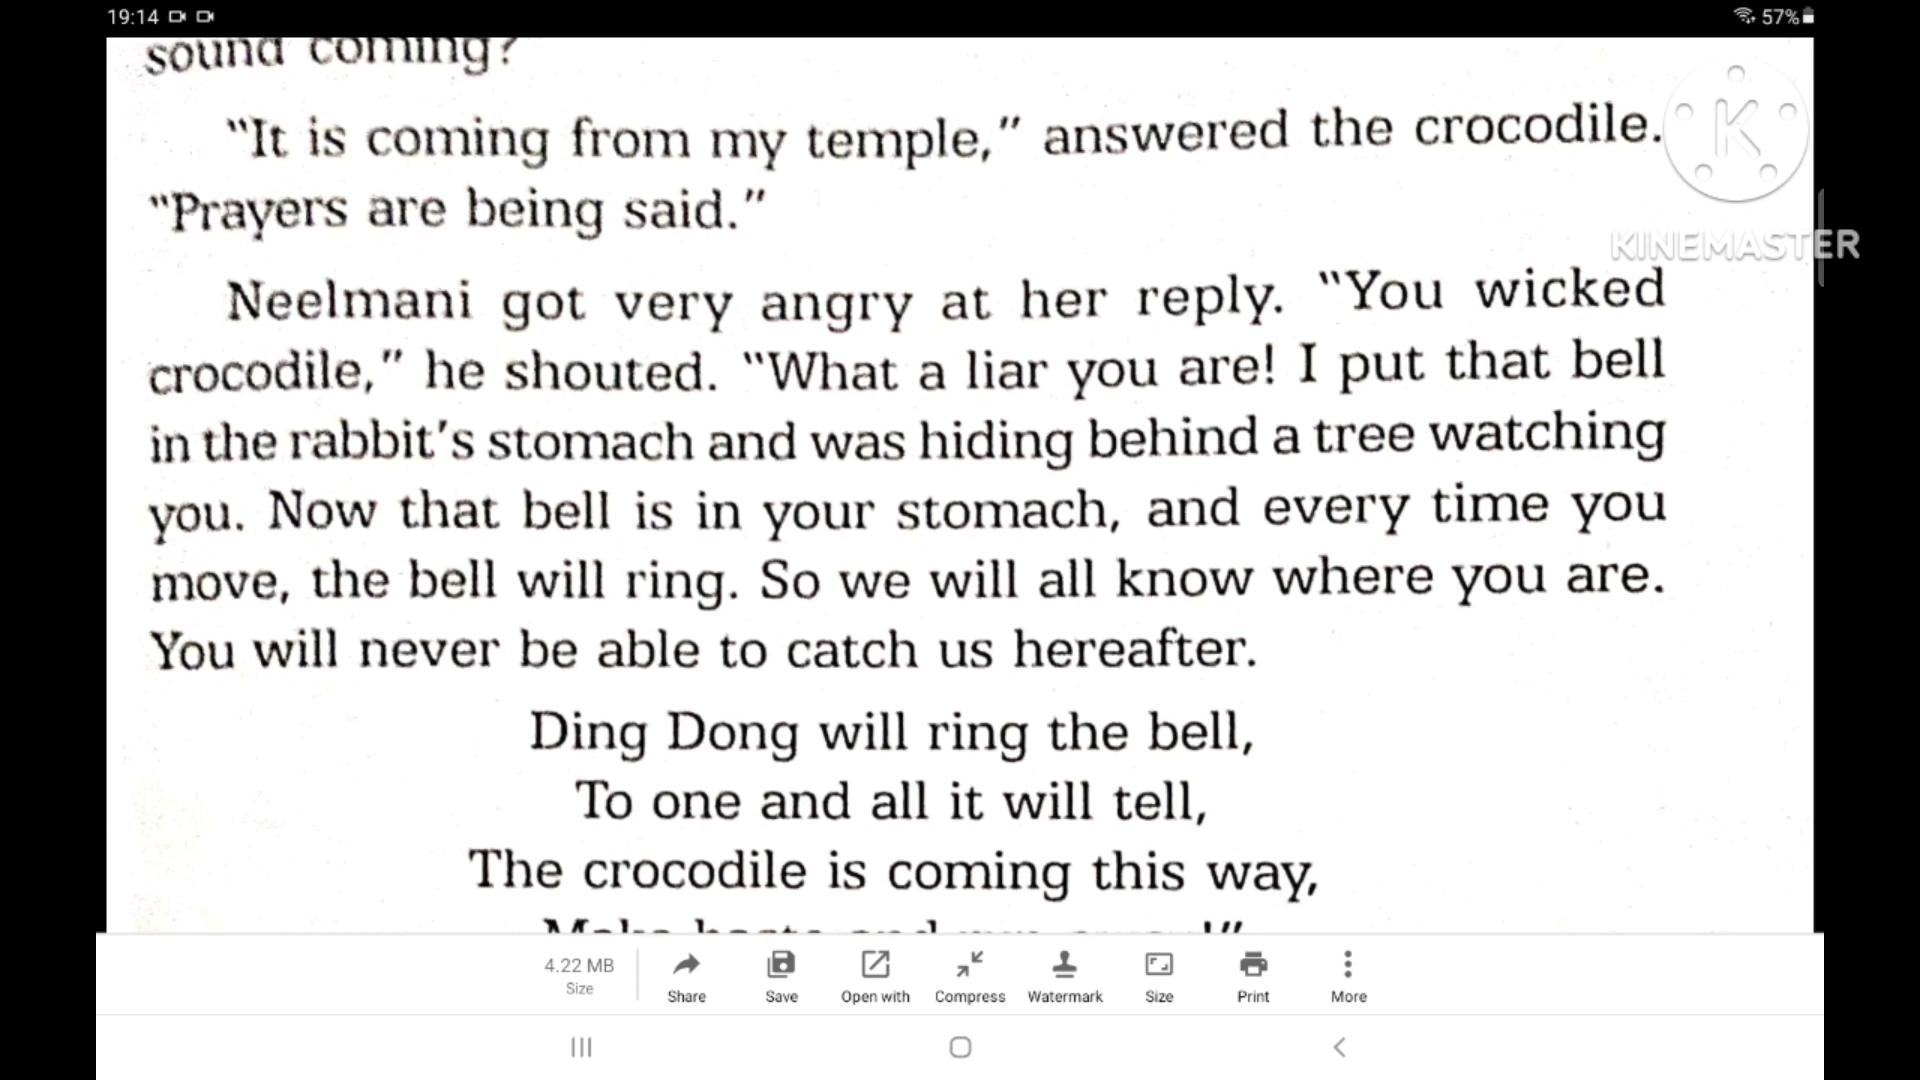 19:14
57%
sound coming?
"It is coming from my temple," answered the crocodile.
"Prayers are being said."
K
KINEMASTER
Neelmani got very angry at her reply. "You wicked
crocodile," he shouted. "What a liar you are! I put that bell
in the rabbit's stomach and was hiding behind a tree watching
you. Now that bell is in your stomach, and every time you
move, the bell will ring. So we will all know where you are.
You will never be able to catch us hereafter.
Ding Dong will ring the bell,
To one and all it will tell,
The crocodile is coming this way,
4.22 MB
Size
Share
Save
Open with
Compress
Watermark
Size
Print
More